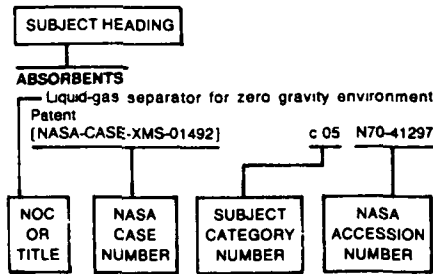 SUBJECT HEADING
ABSORBENTS
Liquid-gas separator for zero gravity environment
Patent
[NASA-CASE-XMS-01492] c 05 N70-41297
NOC OR TITLE
NASA CASE NUMBER
SUBJECT CATEGORY NUMBER
NASA ACCESSION NUMBER